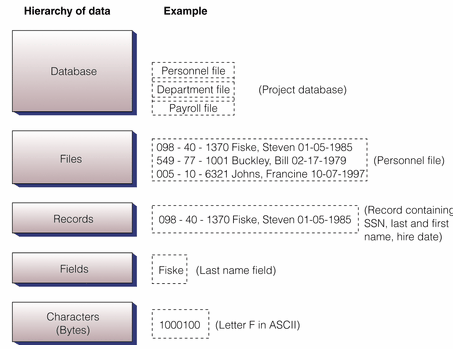 Hierarchy of data Example
Database
Personnel file
Department file
Payroll file
(Project database)
Files
098 - 40 - 1370 Fiske, Steven 01-05-1985
549 - 77 - 1001 Buckley, Bill 02-17-1979
005 - 10 - 6321 Johns, Francine 10-07-1997
(Personnel file)
Records
098 - 40 - 1370 Fiske, Steven 01-05-1985
(Record containing
SSN, last and first
name, hire date)
Fields
Fiske
(Last name field)
Characters
(Bytes)
1000100
(Letter F in ASCII)